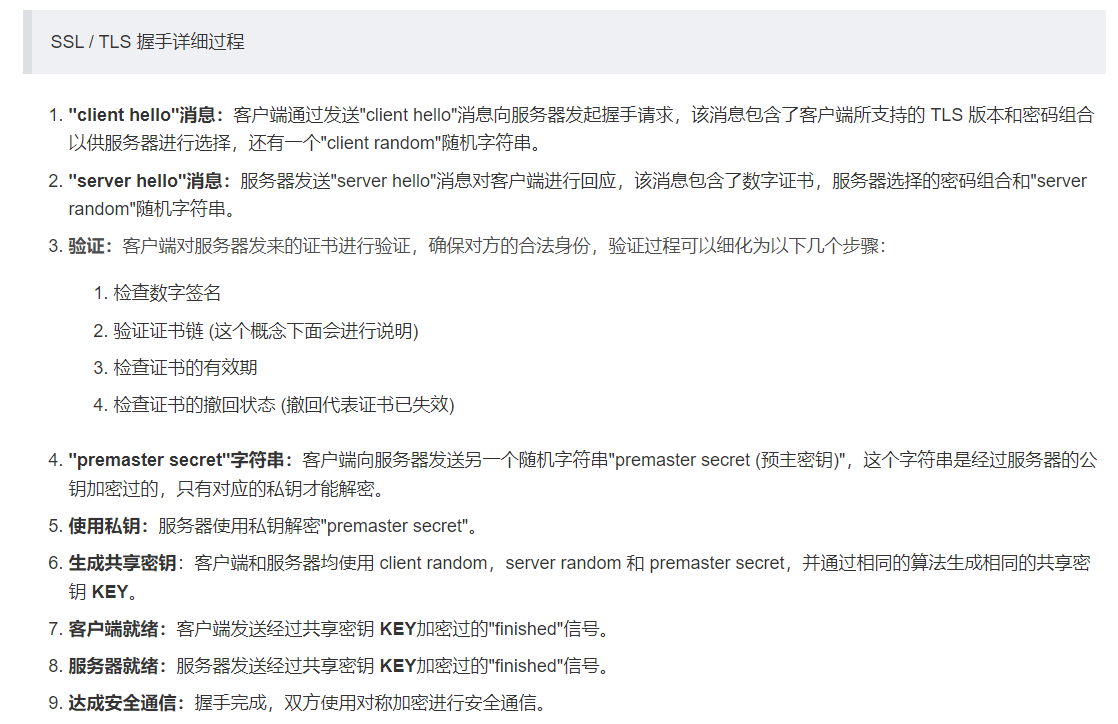 SSL / TLS 握手详细过程
1. "client hello"消息：客户端通过发送"client hello"消息向服务器发起握手请求，该消息包含了客户端所支持的 TLS 版本和密码组合
以供服务器进行选择，还有一个"client random"随机字符串。
2. "server hello"消息：服务器发送"server hello"消息对客户端进行回应，该消息包含了数字证书，服务器选择的密码组合和"server
random"随机字符串。
3. 验证：客户端对服务器发来的证书进行验证，确保对方的合法身份，验证过程可以细化为以下几个步骤：
1. 检查数字签名
2. 验证证书链 (这个概念下面会进行说明)
3. 检查证书的有效期
4. 检查证书的撤回状态 (撤回代表证书已失效)
4. "premaster secret"字符串：客户端向服务器发送另一个随机字符串"premaster secret (预主密钥)"，这个字符串是经过服务器的公
钥加密过的，只有对应的私钥才能解密。
5. 使用私钥：服务器使用私钥解密"premaster secret"。
6. 生成共享密钥：客户端和服务器均使用 client random，server random 和 premaster secret，并通过相同的算法生成相同的共享密
钥 KEY。
7. 客户端就绪：客户端发送经过共享密钥 KEY加密过的"finished"信号。
8. 服务器就绪：服务器发送经过共享密钥 KEY加密过的"finished"信号。
9. 达成安全通信：握手完成，双方使用对称加密进行安全通信。